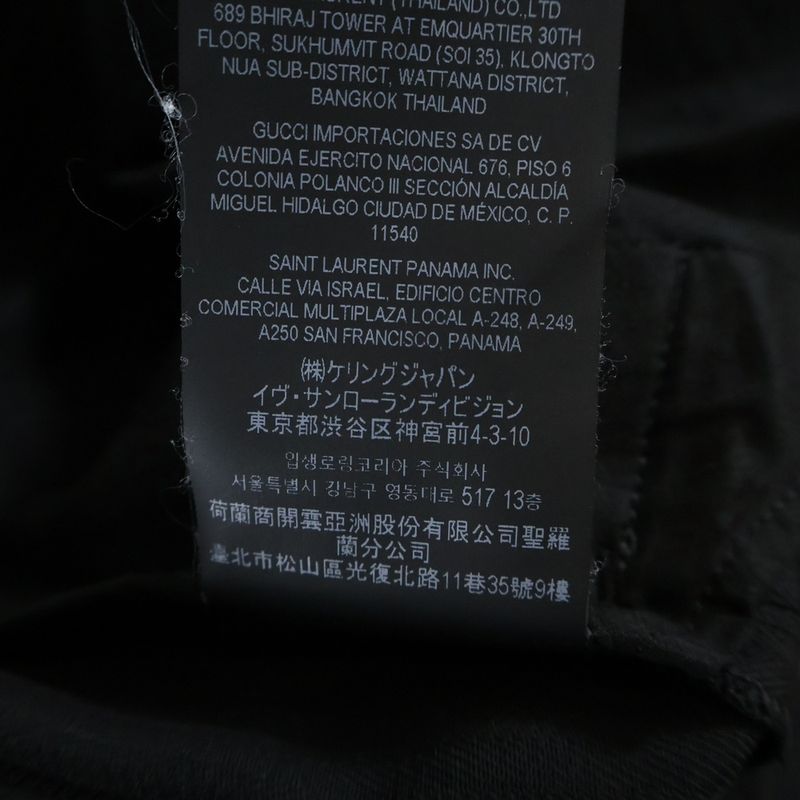 LAURENT (THAILAND) CO.,LTD
689 BHIRAJ TOWER AT EMQUARTIER 30TH
FLOOR, SUKHUMVIT ROAD (SOI 35), KLONGTO
NUA SUB-DISTRICT, WATTANA DISTRICT,
BANGKOK THAILAND
GUCCI IMPORTACIONES SA DE CV
AVENIDA EJERCITO NACIONAL 676, PISO 6
COLONIA POLANCO III SECCIÓN ALCALDÍA
MIGUEL HIDALGO CIUDAD DE MÉXICO, C. P.
11540
SAINT LAURENT PANAMA INC.
CALLE VIA ISRAEL, EDIFICIO CENTRO
COMERCIAL MULTIPLAZA LOCAL A-248, A-249,
A250 SAN FRANCISCO, PANAMA
㈱ケリングジャパン
イヴ・サンローランディビジョン
東京都渋谷区神宮前4-3-10
입생로랑코리아 주식회사
서울특별시 강남구 영동대로 517 13층
荷蘭商開雲亞洲股份有限公司聖羅
蘭分公司
臺北市松山區光復北路11巷35號9樓